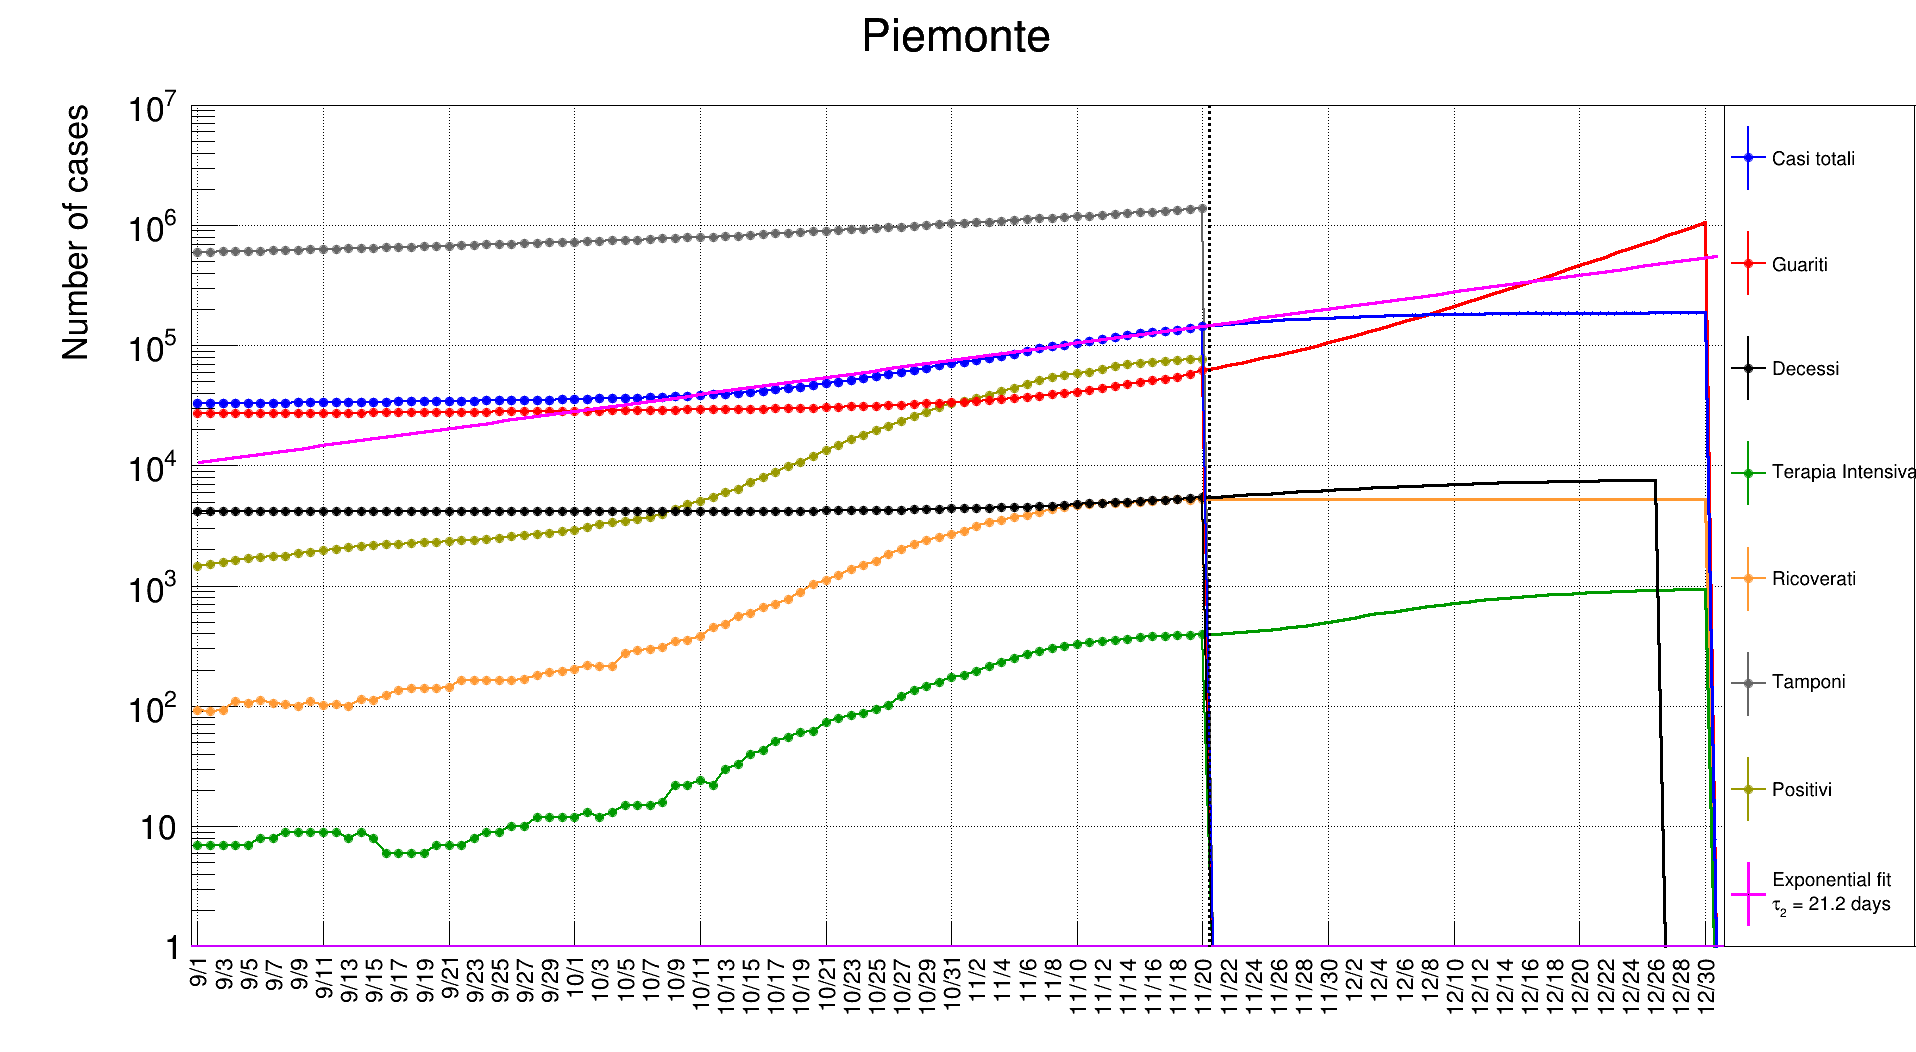 Piemonte
Number of cases
10^7
10^6
10^5
10^4
10^3
10^2
10
1
9/1 9/3 9/5 9/7 9/9 9/11 9/13 9/15 9/17 9/19 9/21 9/23 9/25 9/27 9/29 10/1 10/3 10/5 10/7 10/9 10/11 10/13 10/15 10/17 10/19 10/21 10/23 10/25 10/27 10/29 10/31 11/2 11/4 11/6 11/8 11/10 11/12 11/14 11/16 11/18 11/20 11/22 11/24 11/26 11/28 11/30 12/2 12/4 12/6 12/8 12/10 12/12 12/14 12/16 12/18 12/20 12/22 12/24 12/26 12/28 12/30
Casi totali
Guariti
Decessi
Terapia Intensiva
Ricoverati
Tamponi
Positivi
Exponential fit
τ₂ = 21.2 days